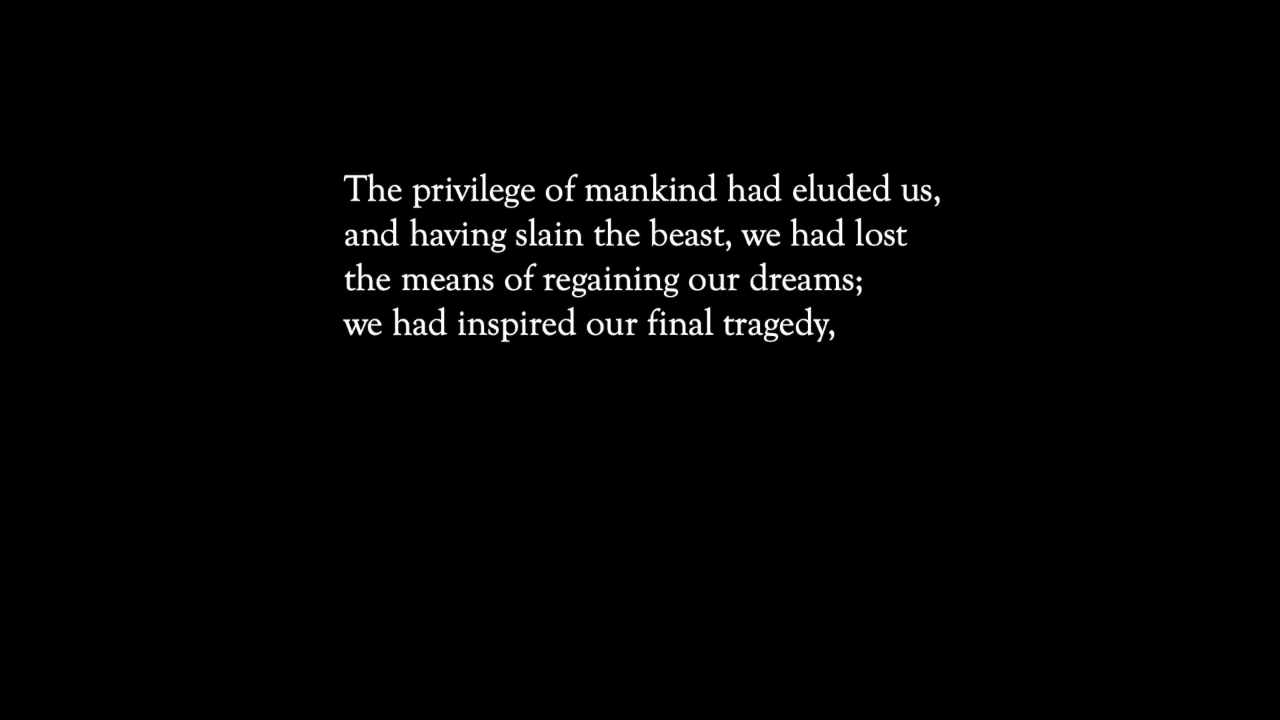 The privilege of mankind had eluded us,
and having slain the beast, we had lost
the means of regaining our dreams;
we had inspired our final tragedy,